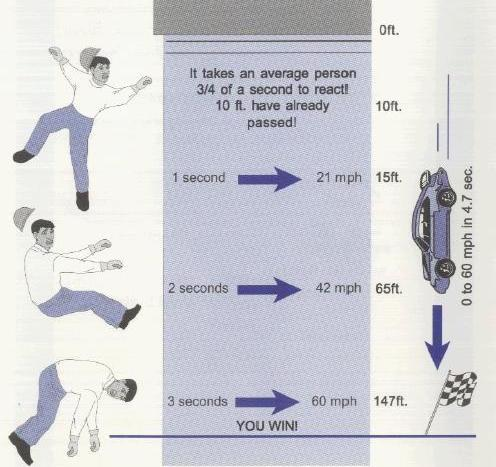 0ft.
It takes an average person
3/4 of a second to react!
10 ft. have already
passed!
10ft.
1 second 21 mph 15ft.
2 seconds 42 mph 65ft.
0 to 60 mph in 4.7 sec.
3 seconds 60 mph 147ft.
YOU WIN!